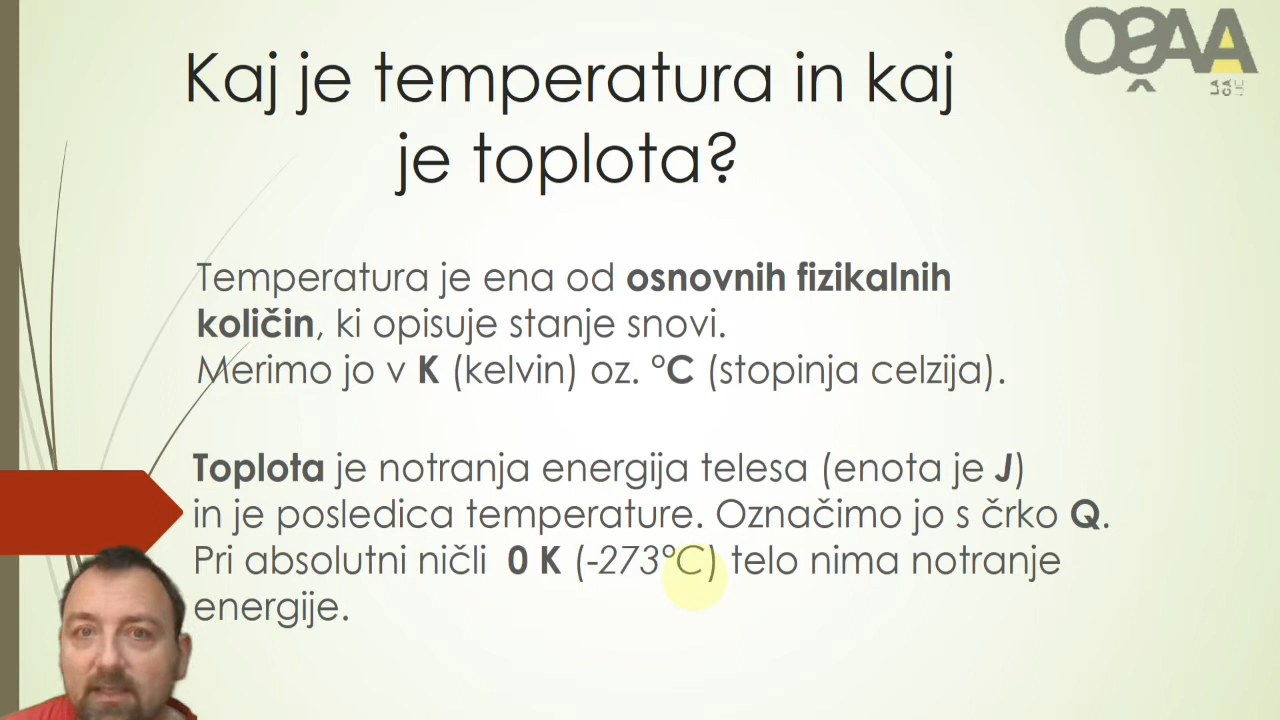 Kaj je temperatura in kaj
je toplota?
Temperatura je ena od osnovnih fizikalnih
količin, ki opisuje stanje snovi.
Merimo jo v K (kelvin) oz. °C (stopinja celzija).
Toplota je notranja energija telesa (enota je J)
in je posledica temperature. Označimo jo s črko Q.
Pri absolutni ničli 0 K (-273°C) telo nima notranje
energije.